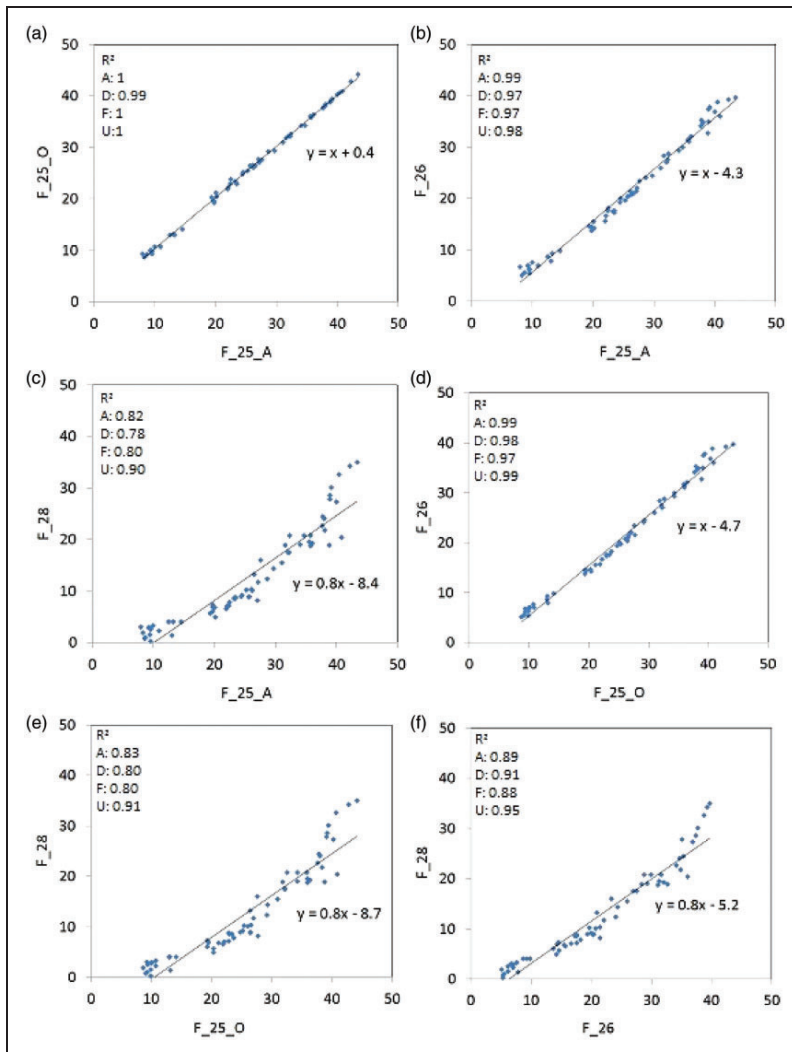 (a)
50
40
30
20
10
0
R²
A: 1
D: 0.99
F: 1
U:1
y = x + 0.4
F_25_O
0 10 20 30 40 50
F_25_A
(b)
50
40
30
20
10
0
R²
A: 0.99
D: 0.97
F: 0.97
U: 0.98
y = x - 4.3
F_26
0 10 20 30 40 50
F_25_A
(c)
50
40
30
20
10
0
R²
A: 0.82
D: 0.78
F: 0.80
U: 0.90
y = 0.8x - 8.4
F_28
0 10 20 30 40 50
F_25_A
(d)
50
40
30
20
10
0
R²
A: 0.99
D: 0.98
F: 0.97
U: 0.99
y = x - 4.7
F_26
0 10 20 30 40 50
F_25_O
(e)
50
40
30
20
10
0
R²
A: 0.83
D: 0.80
F: 0.80
U: 0.91
y = 0.8x - 8.7
F_28
0 10 20 30 40 50
F_25_O
(f)
50
40
30
20
10
0
R²
A: 0.89
D: 0.91
F: 0.88
U: 0.95
y = 0.8x - 5.2
F_28
0 10 20 30 40 50
F_26